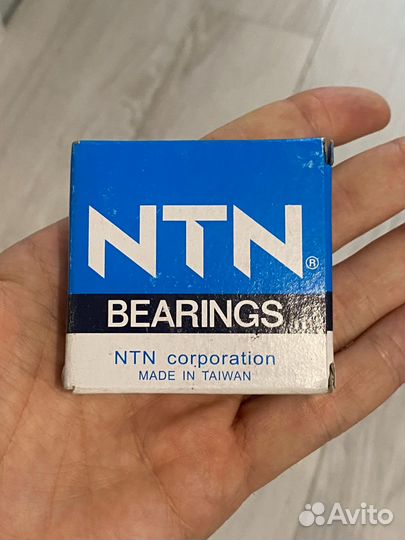 NTN®
BEARINGS
NTN corporation
MADE IN TAIWAN
Avito